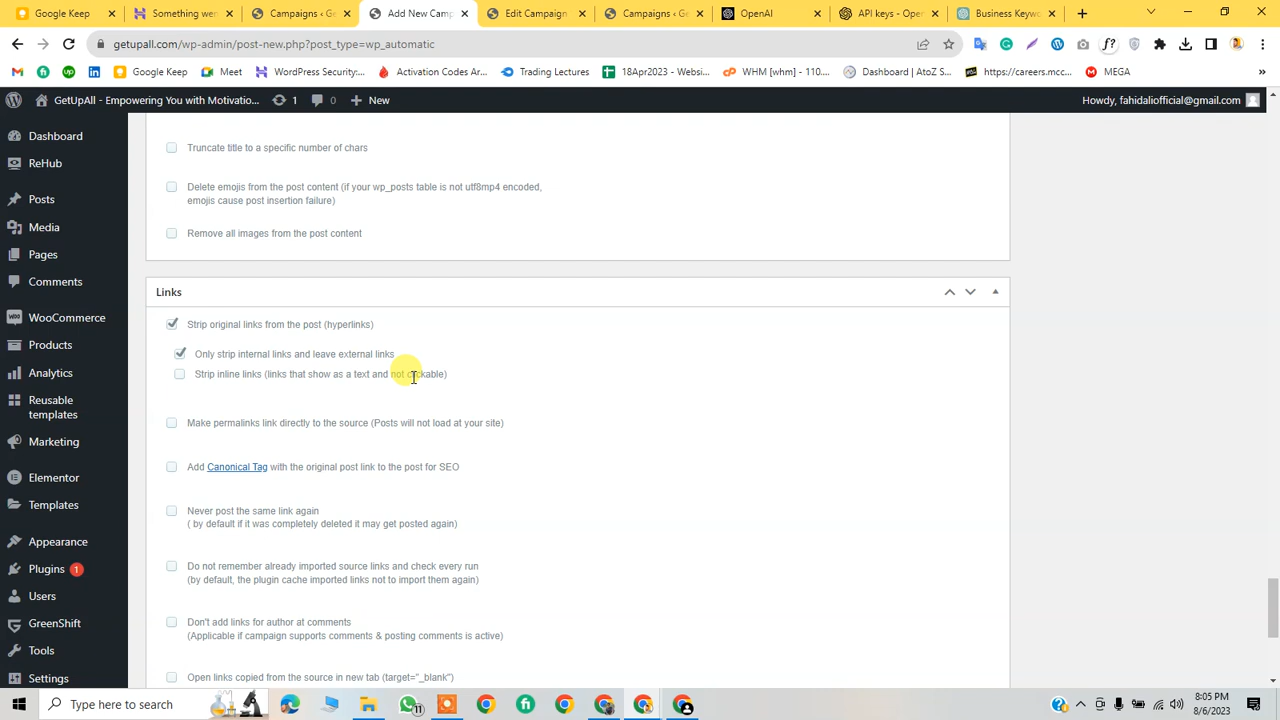 Google Keep
Something wen
Campaigns ‹ Ge
Add New Camp
Edit Campaign
Campaigns ‹ Ge
OpenAI
API keys - Open
Business Keywo
getupall.com/wp-admin/post-new.php?post_type=wp_automatic
Google Keep
Meet
WordPress Security:...
Activation Codes Ar...
Trading Lectures
18Apr2023 - Websi...
WHM [whm] - 110....
Dashboard | AtoZ S...
https://careers.mcc...
MEGA
»
GetUpAll - Empowering You with Motivatio...
1
0
New
Howdy, fahidaliofficial@gmail.com
Dashboard
ReHub
Posts
Media
Pages
Comments
WooCommerce
Products
Analytics
Reusable
templates
Marketing
Elementor
Templates
Appearance
Plugins 1
Users
GreenShift
Tools
Settings
Truncate title to a specific number of chars
Delete emojis from the post content (if your wp_posts table is not utf8mp4 encoded,
emojis cause post insertion failure)
Remove all images from the post content
Links
Strip original links from the post (hyperlinks)
Only strip internal links and leave external links
Strip inline links (links that show as a text and not clickable)
Make permalinks link directly to the source (Posts will not load at your site)
Add Canonical Tag with the original post link to the post for SEO
Never post the same link again
( by default if it was completely deleted it may get posted again)
Do not remember already imported source links and check every run
(by default, the plugin cache imported links not to import them again)
Don't add links for author at comments
(Applicable if campaign supports comments & posting comments is active)
Open links copied from the source in new tab (target="_blank")
Type here to search
11
8:05 PM
8/6/2023